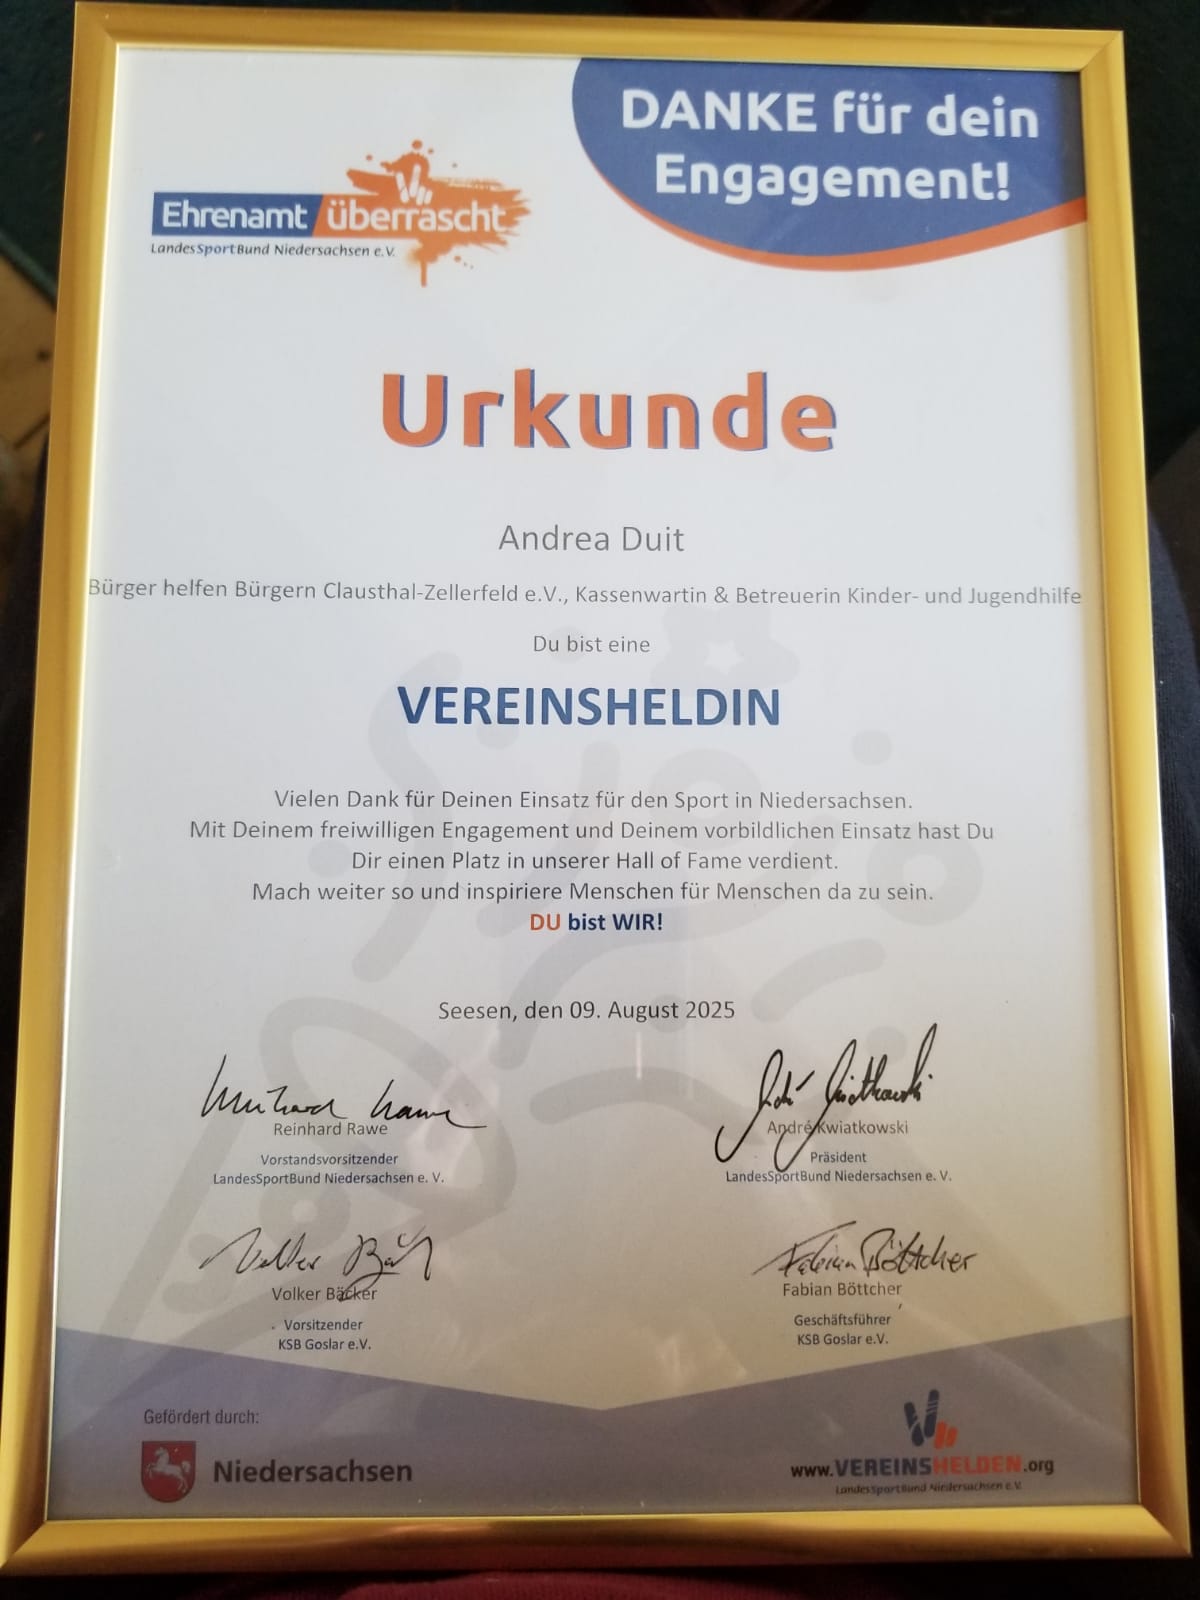 DANKE für dein
Engagement!
Ehrenamt überrascht
LandesSportBund Niedersachsen e.V.
Urkunde
Andrea Duit
Bürger helfen Bürgern Clausthal-Zellerfeld e.V., Kassenwartin & Betreuerin Kinder- und Jugendhilfe
Du bist eine
VEREINSHELDIN
Vielen Dank für Deinen Einsatz für den Sport in Niedersachsen.
Mit Deinem freiwilligen Engagement und Deinem vorbildlichen Einsatz hast Du
Dir einen Platz in unserer Hall of Fame verdient.
Mach weiter so und inspiriere Menschen für Menschen da zu sein.
DU bist WIR!
Seesen, den 09. August 2025
Reinhard Rawe
Vorstandsvorsitzender
LandesSportBund Niedersachsen e. V.
André Kwiatkowski
Präsident
LandesSportBund Niedersachsen e. V.
Volker Bäcker
Vorsitzender
KSB Goslar e.V.
Fabian Böttcher
Fabian Böttcher
Geschäftsführer
KSB Goslar e.V.
Gefördert durch:
Niedersachsen
www.VEREINSHELDEN.org
LandesSportBund Niedersachsen e.V.